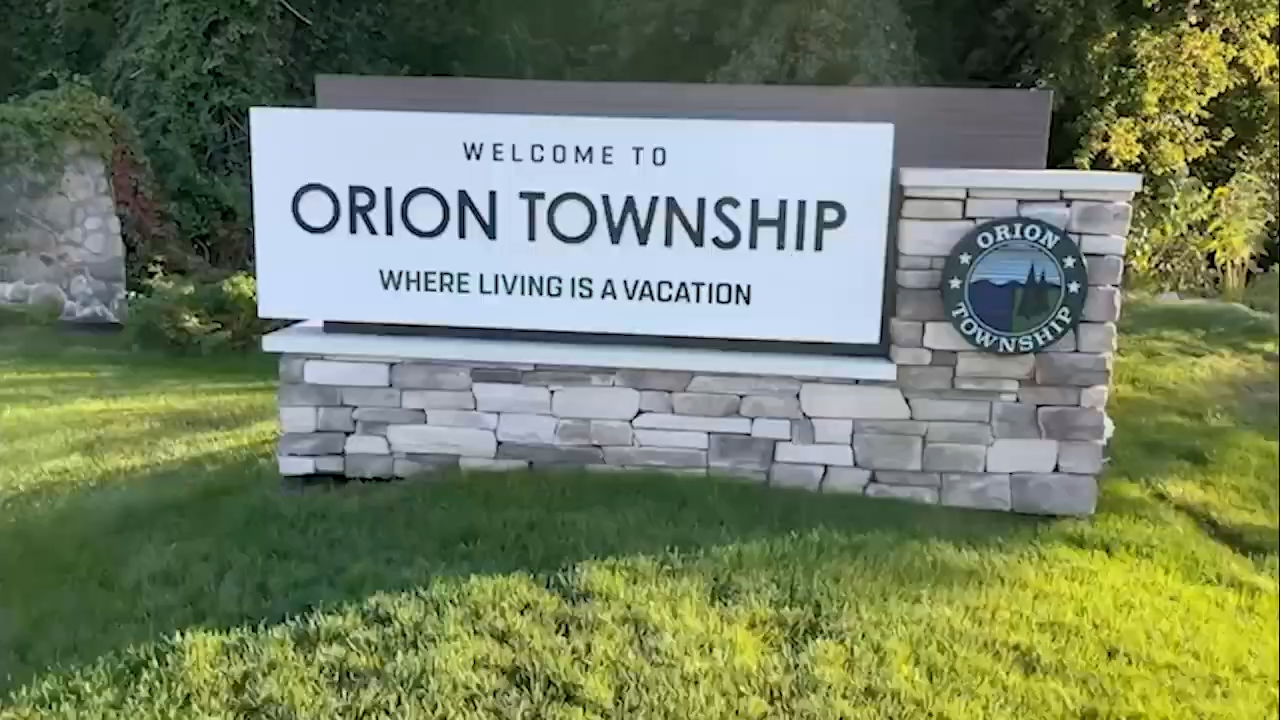 WELCOME TO
ORION TOWNSHIP
WHERE LIVING IS A VACATION
ORION
TOWNSHIP